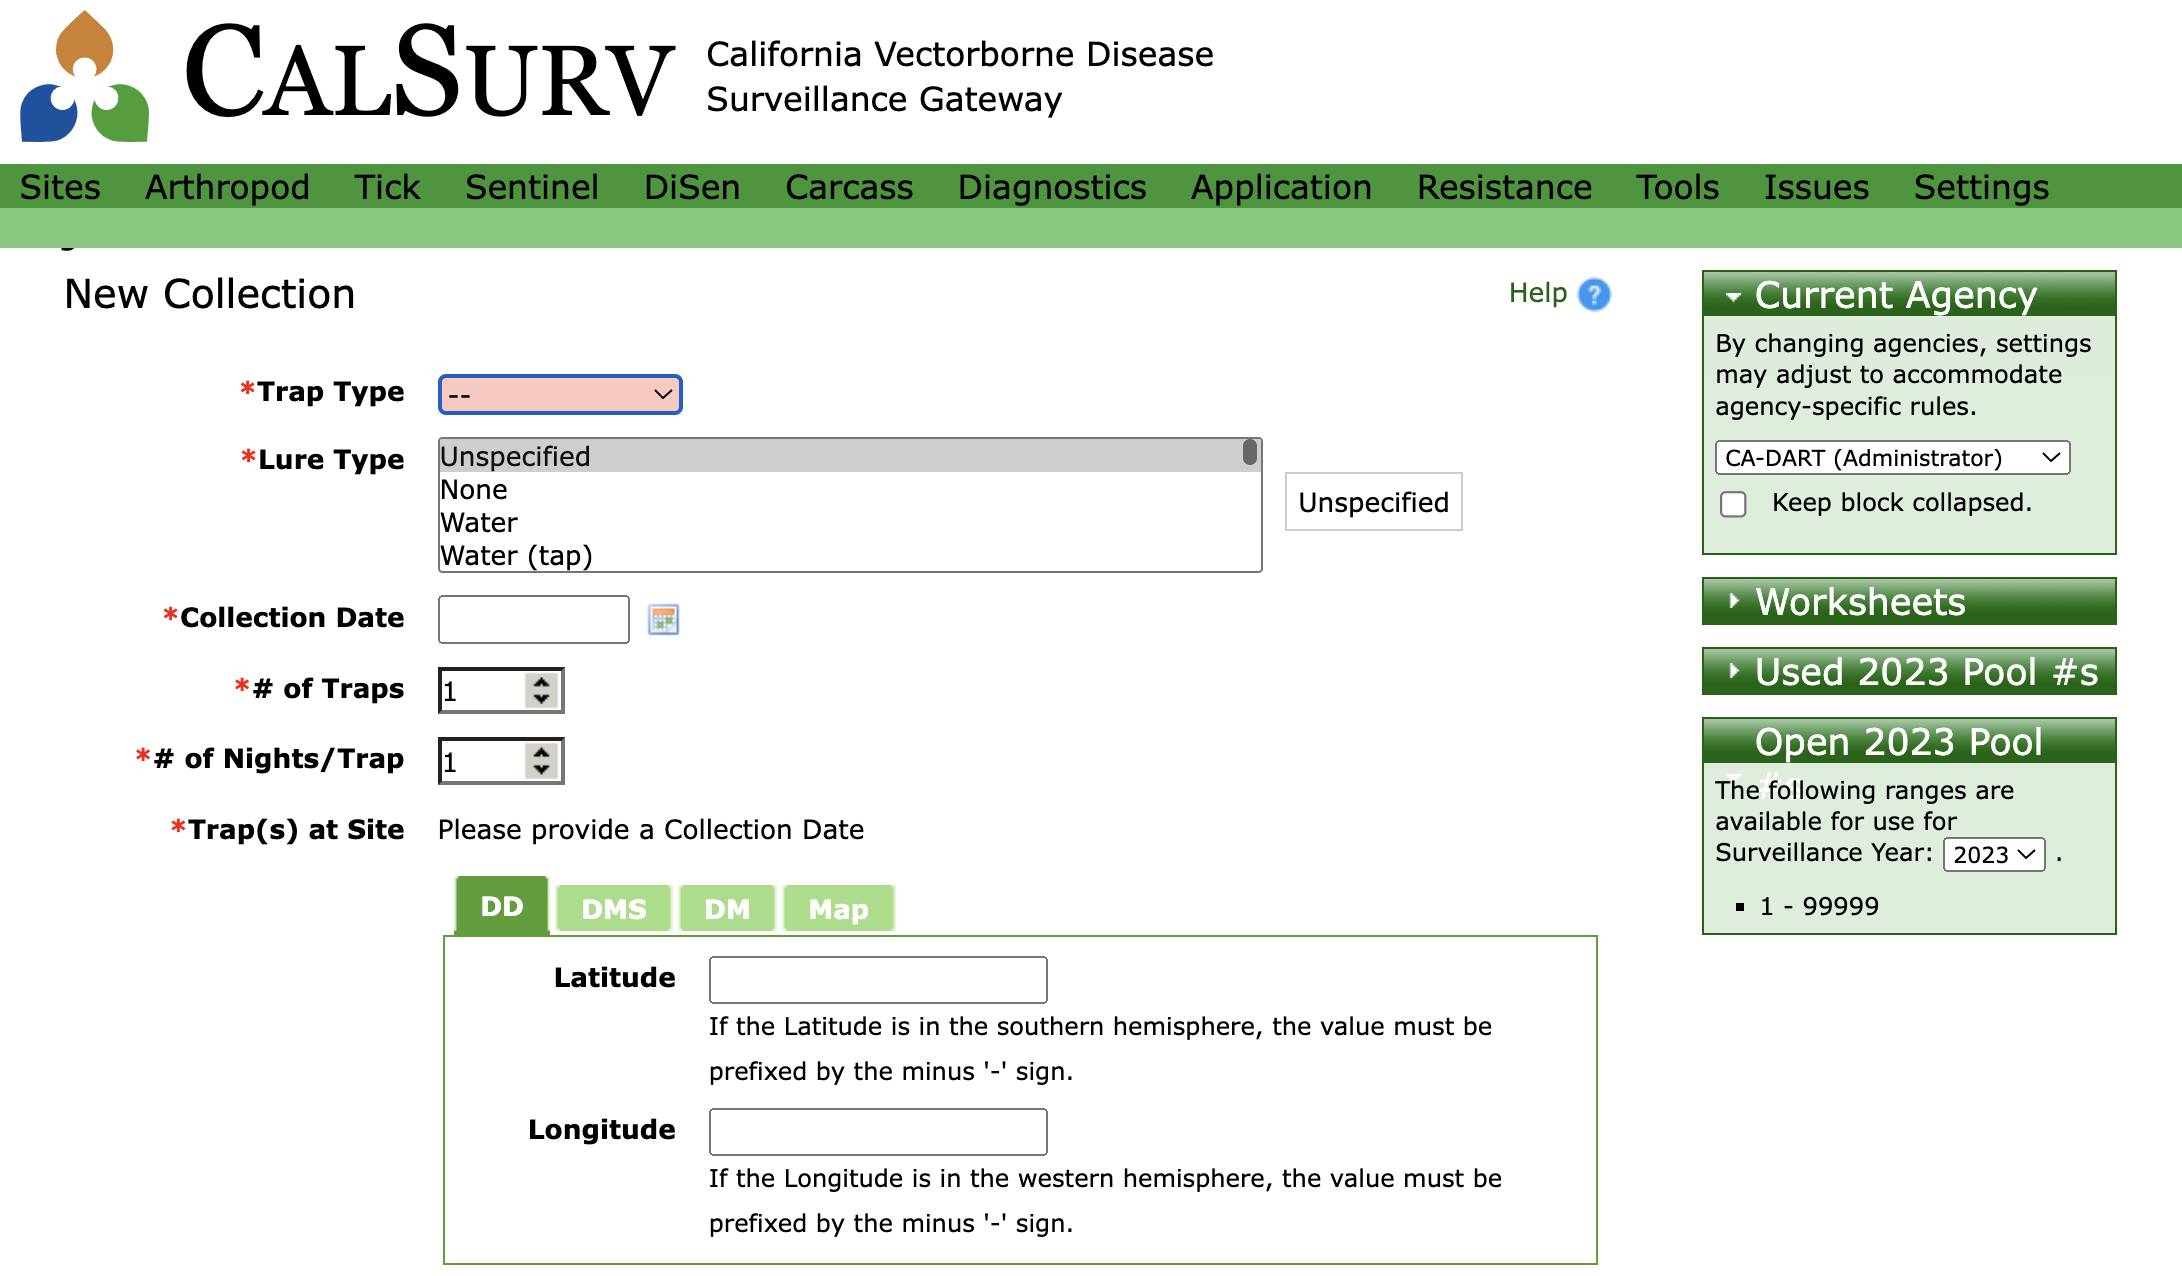 CALSURV
California Vectorborne Disease
Surveillance Gateway
Sites Arthropod Tick Sentinel DiSen Carcass Diagnostics Application Resistance Tools Issues Settings
New Collection
Help ?
*Trap Type
--
*Lure Type
Unspecified
None
Water
Water (tap)
Unspecified
*Collection Date
*# of Traps
1
*# of Nights/Trap
1
*Trap(s) at Site
Please provide a Collection Date
DD DMS DM Map
Latitude
If the Latitude is in the southern hemisphere, the value must be
prefixed by the minus '-' sign.
Longitude
If the Longitude is in the western hemisphere, the value must be
prefixed by the minus '-' sign.
Current Agency
By changing agencies, settings
may adjust to accommodate
agency-specific rules.
CA-DART (Administrator)
Keep block collapsed.
Worksheets
Used 2023 Pool #s
Open 2023 Pool
#s
The following ranges are
available for use for
Surveillance Year: 2023 .
1 - 99999